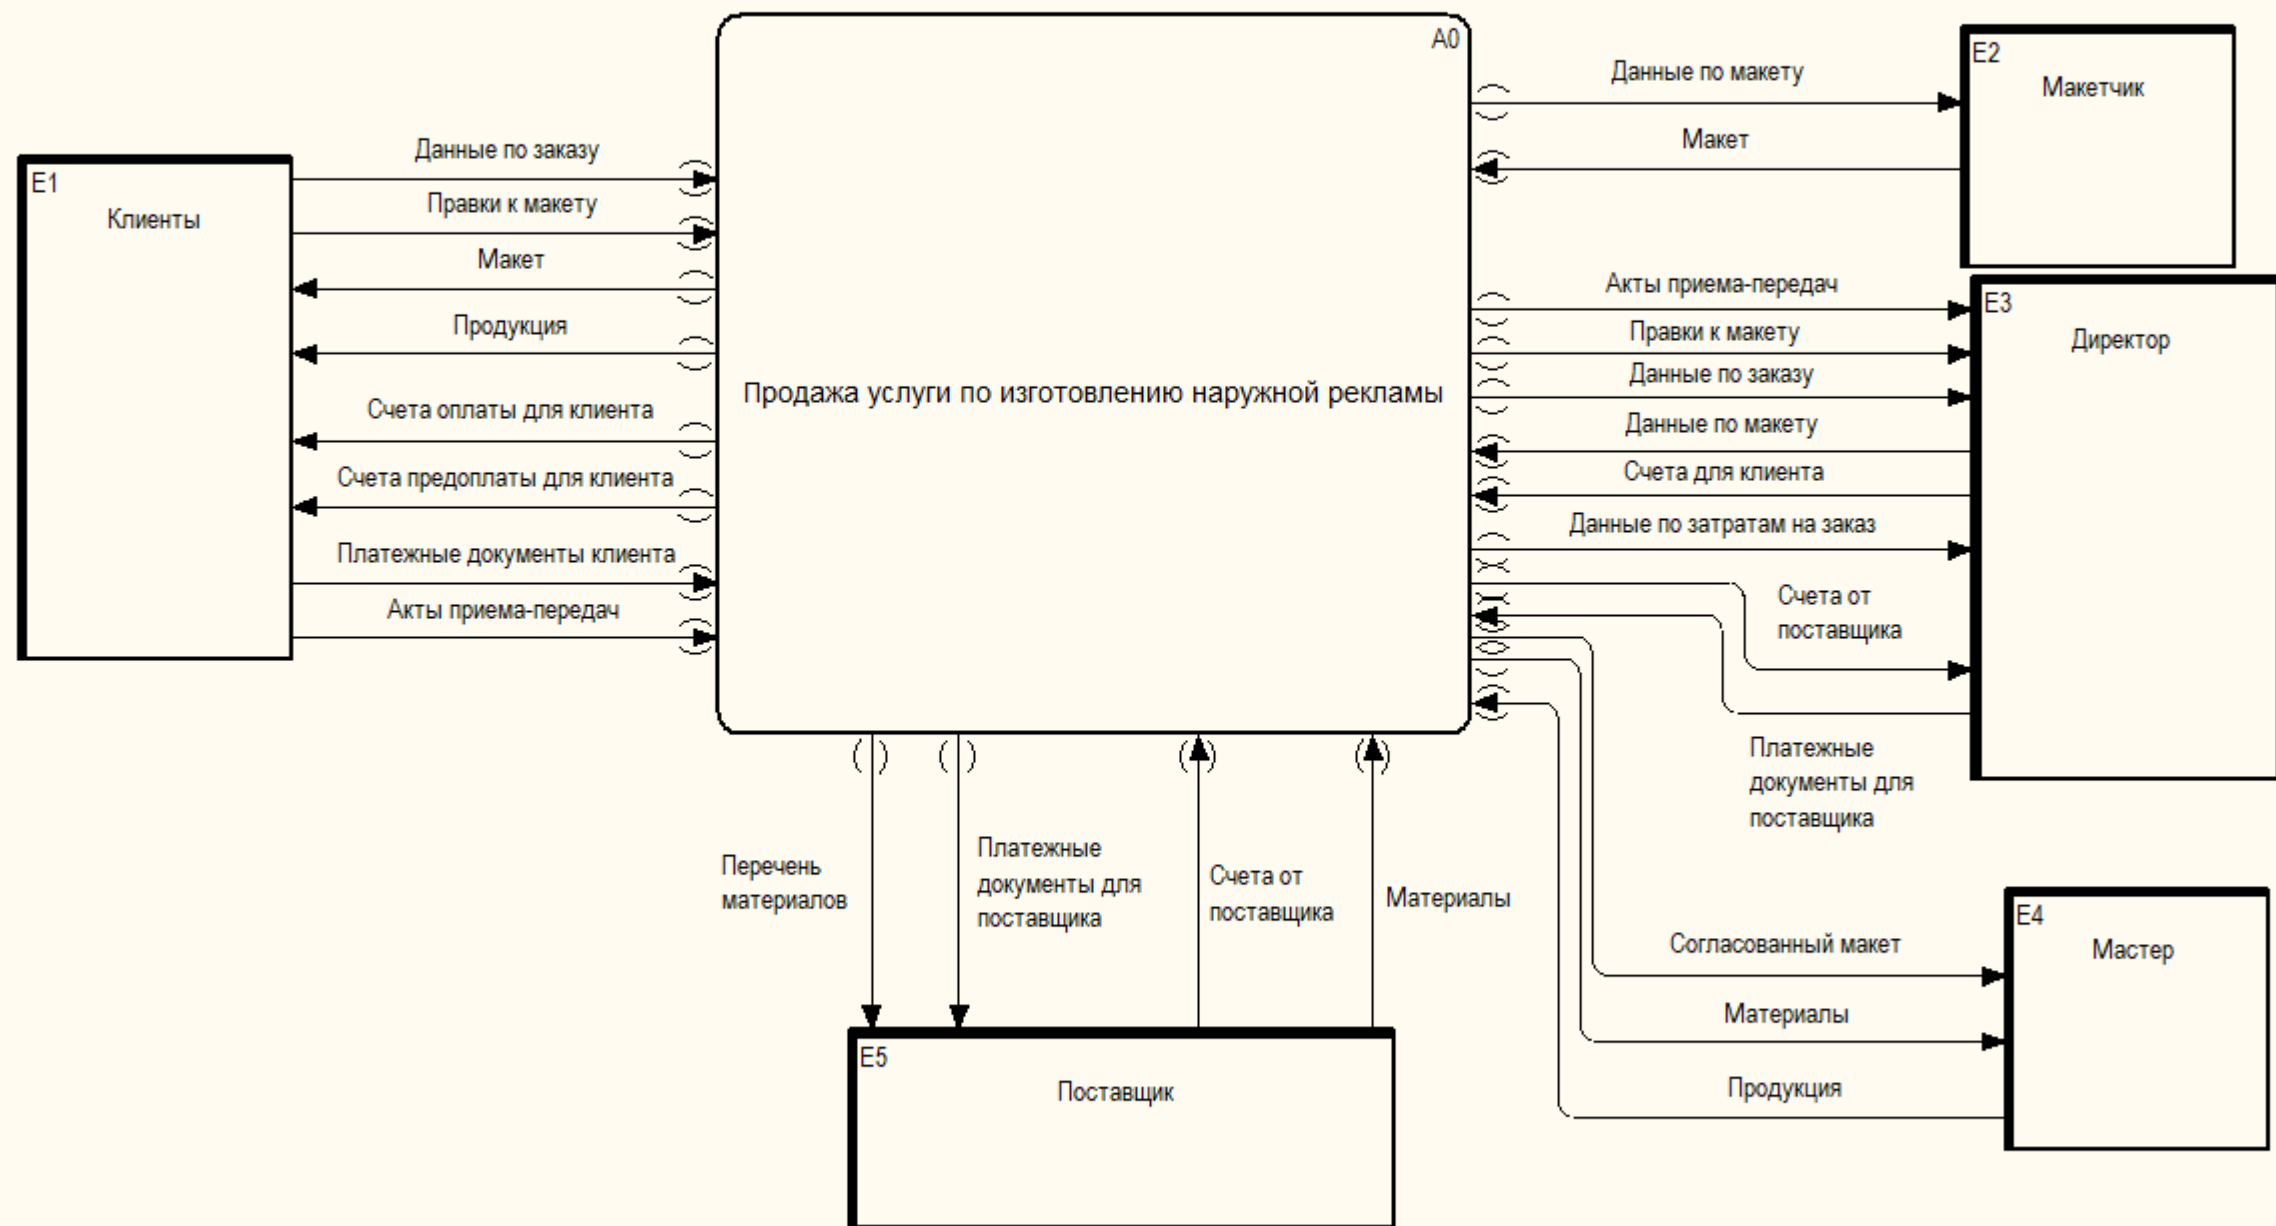 E1
Клиенты
Данные по заказу
Правки к макету
Макет
Продукция
Счета оплаты для клиента
Счета предоплаты для клиента
Платежные документы клиента
Акты приема-передач
A0
Продажа услуги по изготовлению наружной рекламы
Данные по макету
Макет
E2
Макетчик
Акты приема-передач
Правки к макету
Данные по заказу
Данные по макету
Счета для клиента
Данные по затратам на заказ
Счета от
поставщика
Платежные
документы для
поставщика
E3
Директор
Перечень
материалов
Платежные
документы для
поставщика
Счета от
поставщика
Материалы
Согласованный макет
Материалы
Продукция
E4
Мастер
E5
Поставщик